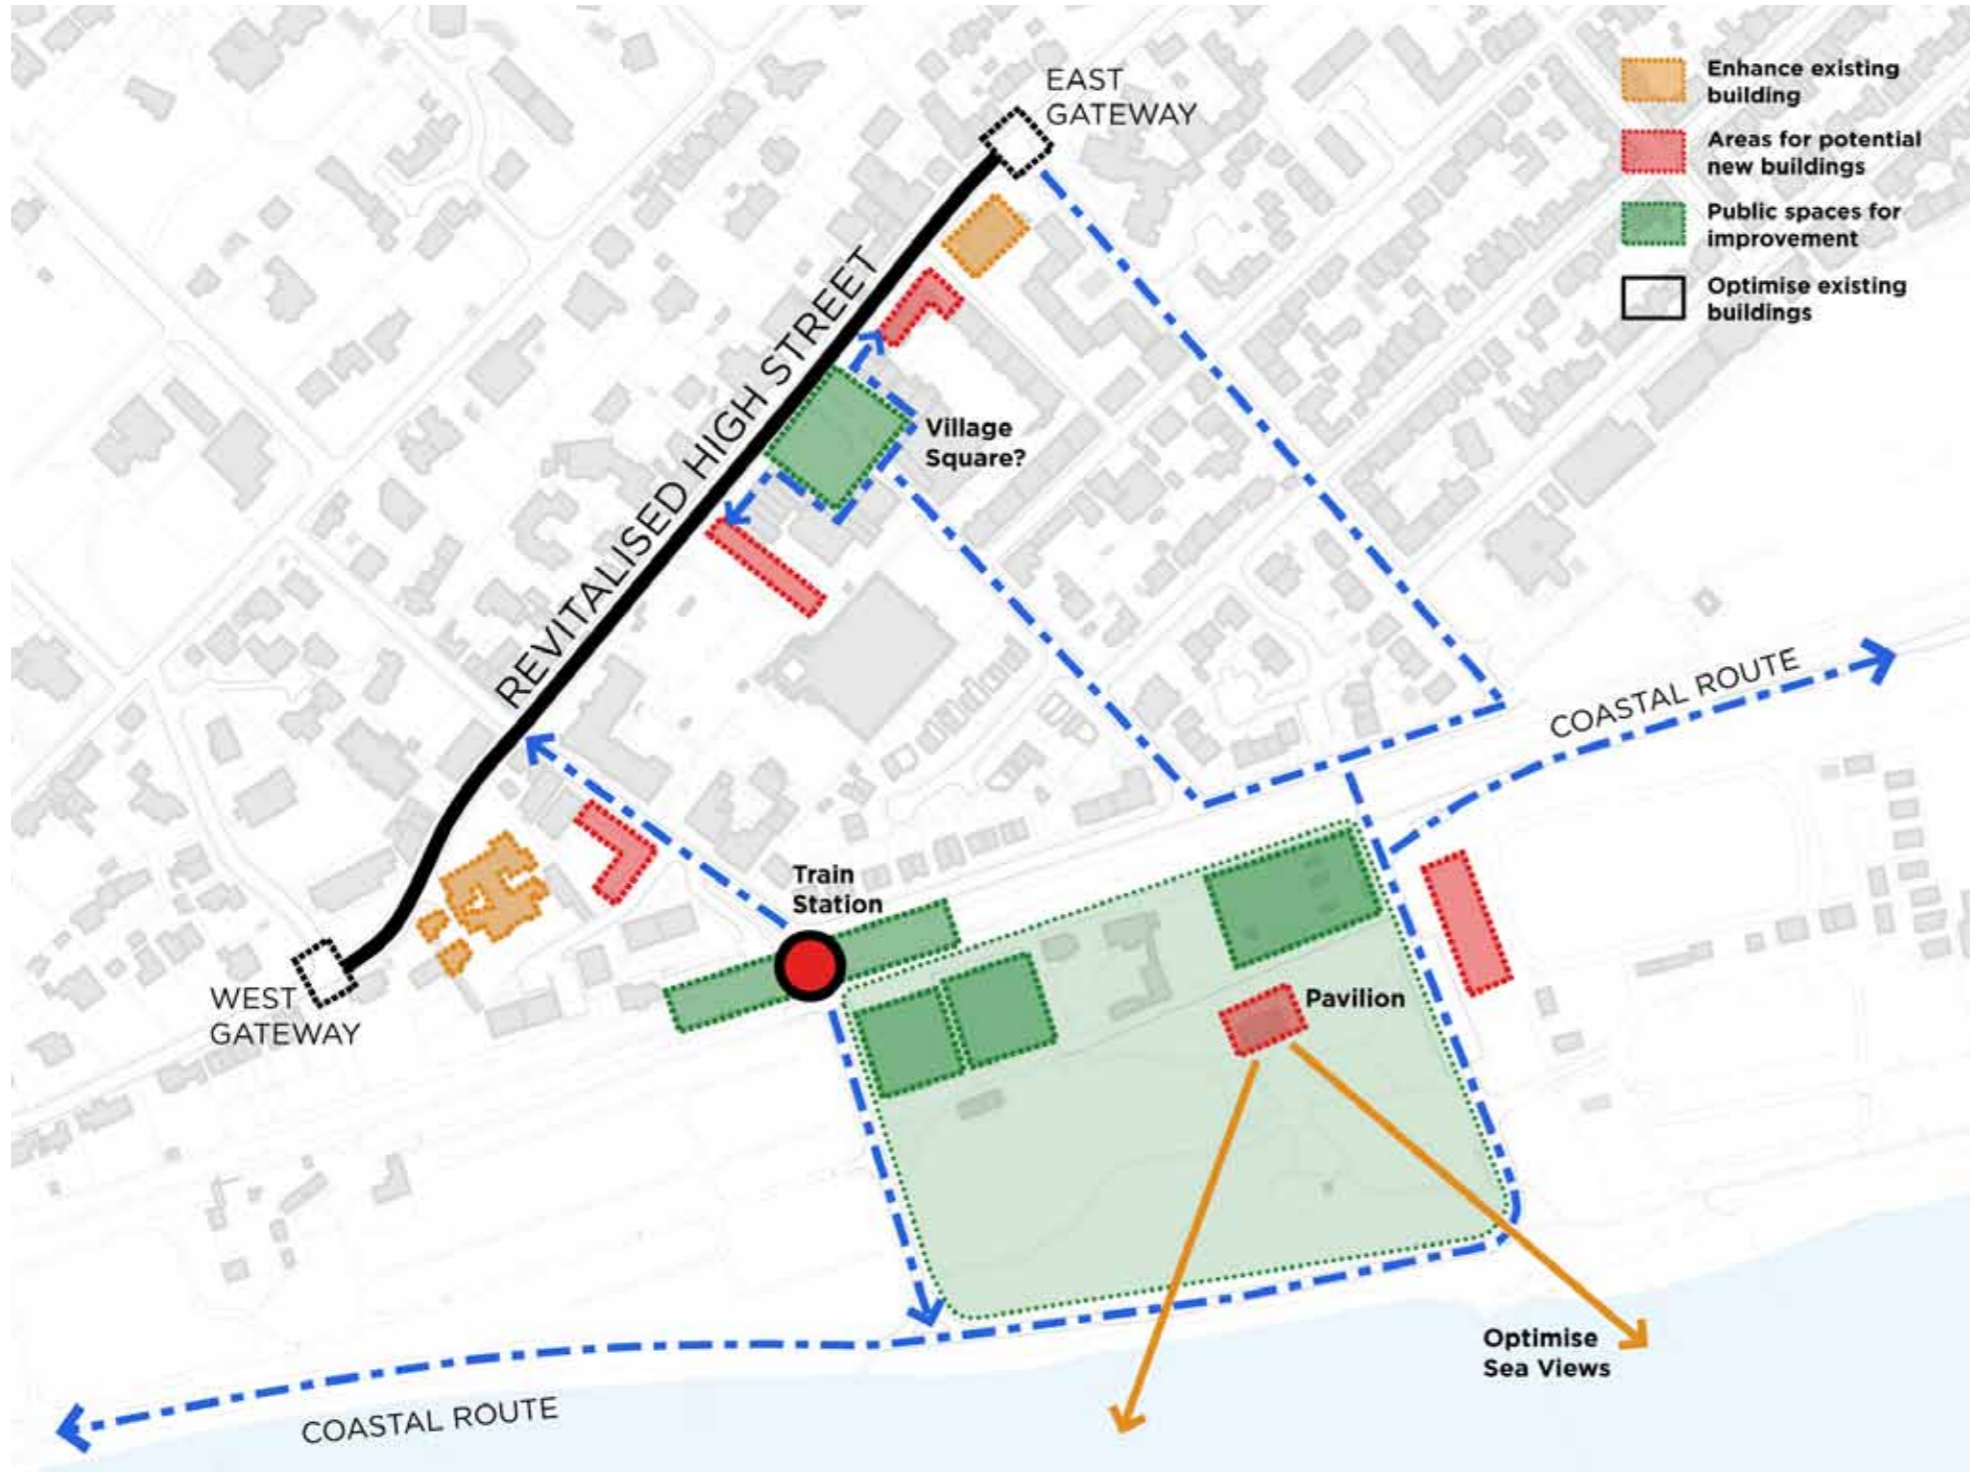 EAST
GATEWAY
Enhance existing
building
Areas for potential
new buildings
Public spaces for
improvement
Optimise existing
buildings
REVITALISED HIGH STREET
Village
Square?
COASTAL ROUTE
Train
Station
WEST
GATEWAY
Pavilion
Optimise
Sea Views
COASTAL ROUTE